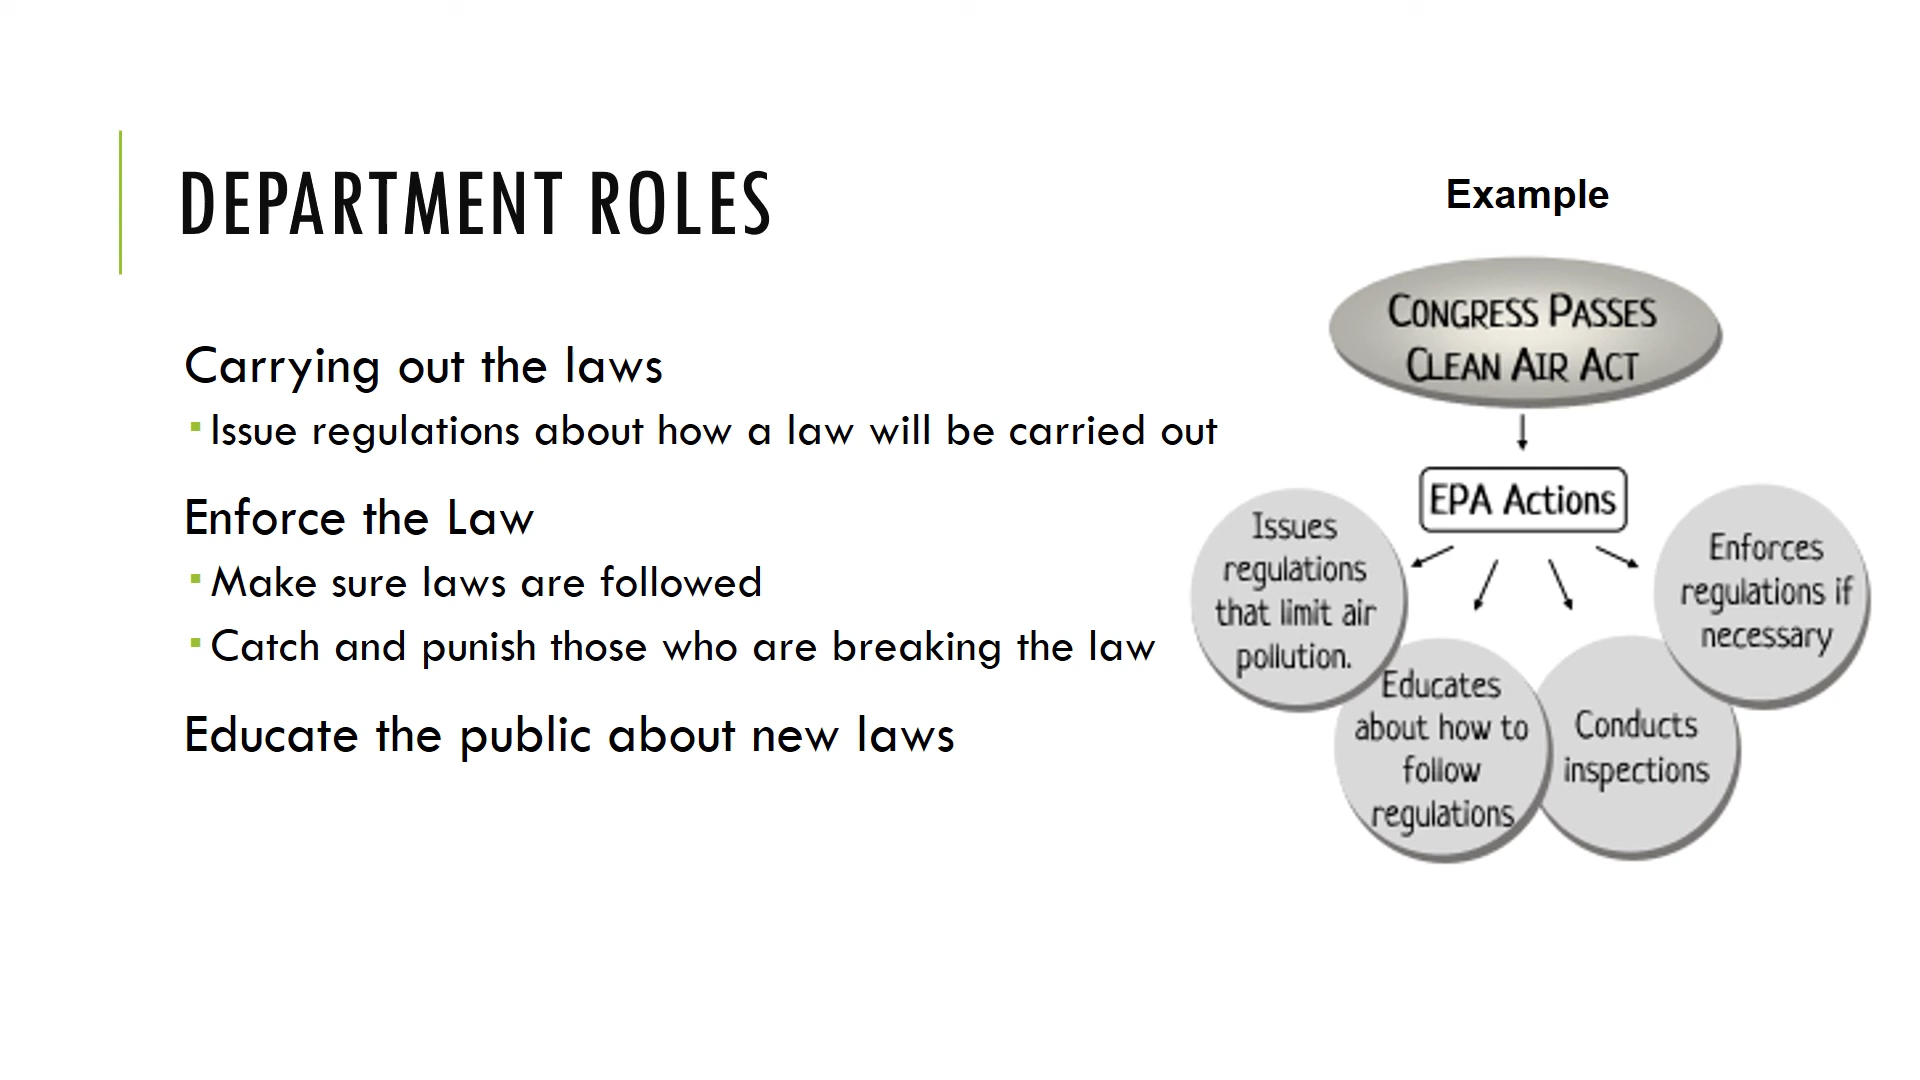 DEPARTMENT ROLES
Carrying out the laws
▪ Issue regulations about how a law will be carried out
Enforce the Law
▪ Make sure laws are followed
▪ Catch and punish those who are breaking the law
Educate the public about new laws
Example
CONGRESS PASSES
CLEAN AIR ACT
EPA Actions
Issues
regulations
that limit air
pollution.
Educates
about how to
follow
regulations
Conducts
inspections
Enforces
regulations if
necessary